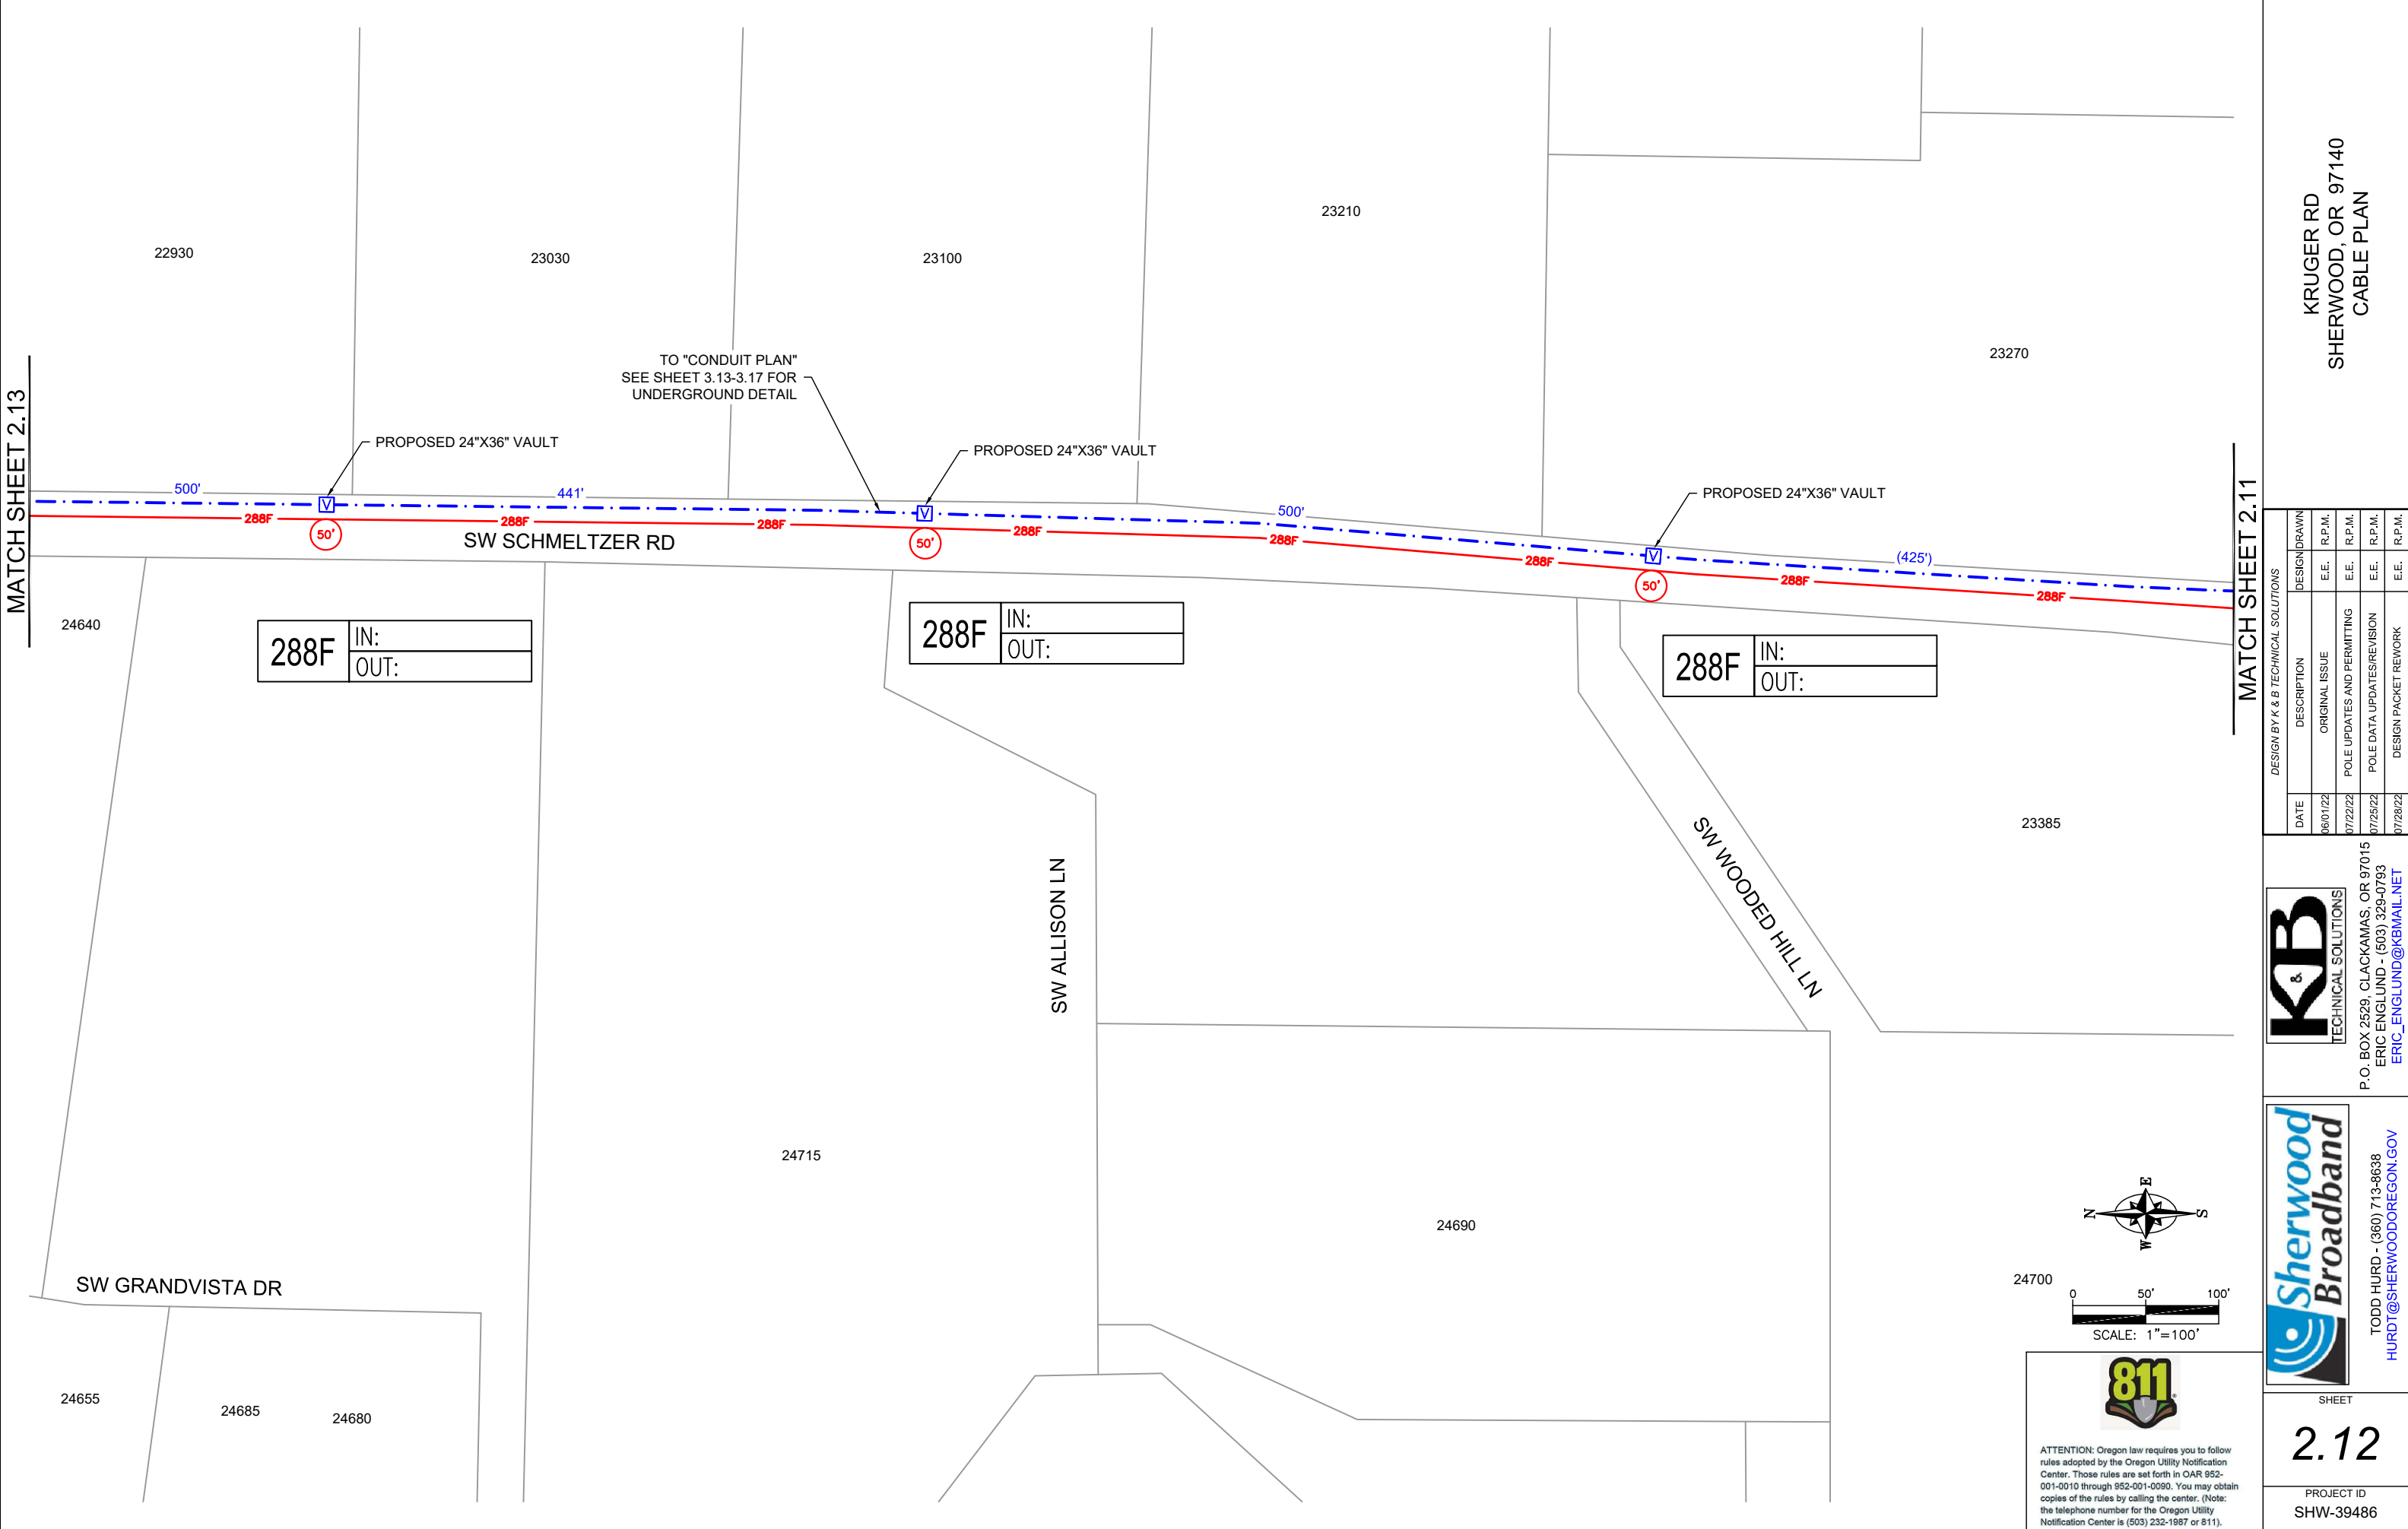 22930
23030
23100
23210
23270
TO "CONDUIT PLAN"
SEE SHEET 3.13-3.17 FOR
UNDERGROUND DETAIL
PROPOSED 24"X36" VAULT
PROPOSED 24"X36" VAULT
PROPOSED 24"X36" VAULT
MATCH SHEET 2.13
MATCH SHEET 2.11
500'
441'
500'
(425')
V
V
V
288F
288F
288F
288F
288F
288F
288F
288F
50'
50'
50'
SW SCHMELTZER RD
288F
IN:
OUT:
288F
IN:
OUT:
288F
IN:
OUT:
24640
SW ALLISON LN
SW WOODED HILL LN
23385
24715
24690
24700
SW GRANDVISTA DR
24655
24685
24680
N
E
S
W
0 50' 100'
SCALE: 1"=100'
811
ATTENTION: Oregon law requires you to follow
rules adopted by the Oregon Utility Notification
Center. Those rules are set forth in OAR 952-
001-0010 through 952-001-0090. You may obtain
copies of the rules by calling the center. (Note:
the telephone number for the Oregon Utility
Notification Center is (503) 232-1987 or 811).
KRUGER RD
SHERWOOD, OR 97140
CABLE PLAN
DESIGN BY K & B TECHNICAL SOLUTIONS
DATE DESCRIPTION DESIGN DRAWN
06/01/22 ORIGINAL ISSUE E.E. R.P.M.
07/22/22 POLE UPDATES AND PERMITTING E.E. R.P.M.
07/25/22 POLE DATA UPDATES/REVISION E.E. R.P.M.
07/28/22 DESIGN PACKET REWORK E.E. R.P.M.
K&B
TECHNICAL SOLUTIONS
P.O. BOX 2529, CLACKAMAS, OR 97015
ERIC ENGLUND - (503) 329-0793
ERIC_ENGLUND@KBMAIL.NET
Sherwood
Broadband
TODD HURD - (360) 713-8638
HURDT@SHERWOODOREGON.GOV
SHEET
2.12
PROJECT ID
SHW-39486